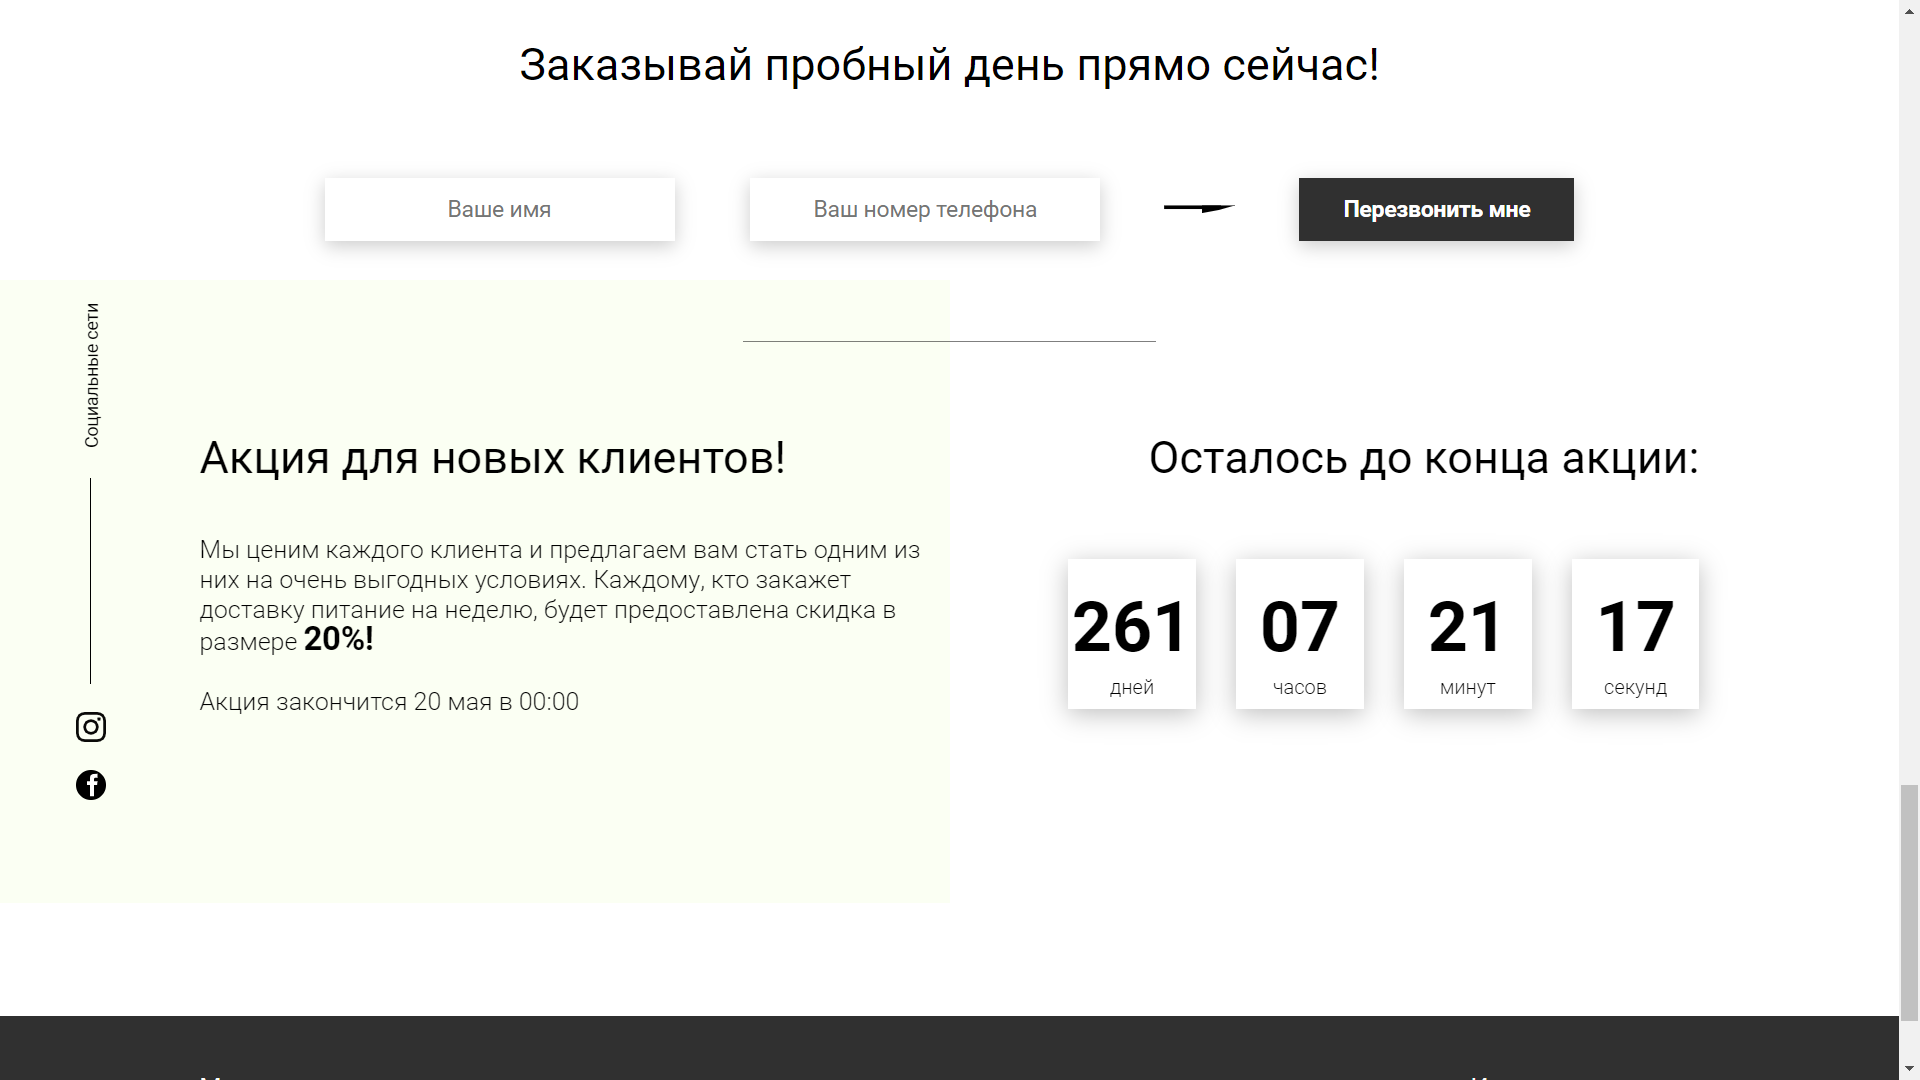 Заказывай пробный день прямо сейчас!
Ваше имя
Ваш номер телефона
Перезвонить мне
Социальные сети
Акция для новых клиентов!
Мы ценим каждого клиента и предлагаем вам стать одним из
них на очень выгодных условиях. Каждому, кто закажет
доставку питание на неделю, будет предоставлена скидка в
размере 20%!
Акция закончится 20 мая в 00:00
Осталось до конца акции:
261 07 21 17
дней часов минут секунд